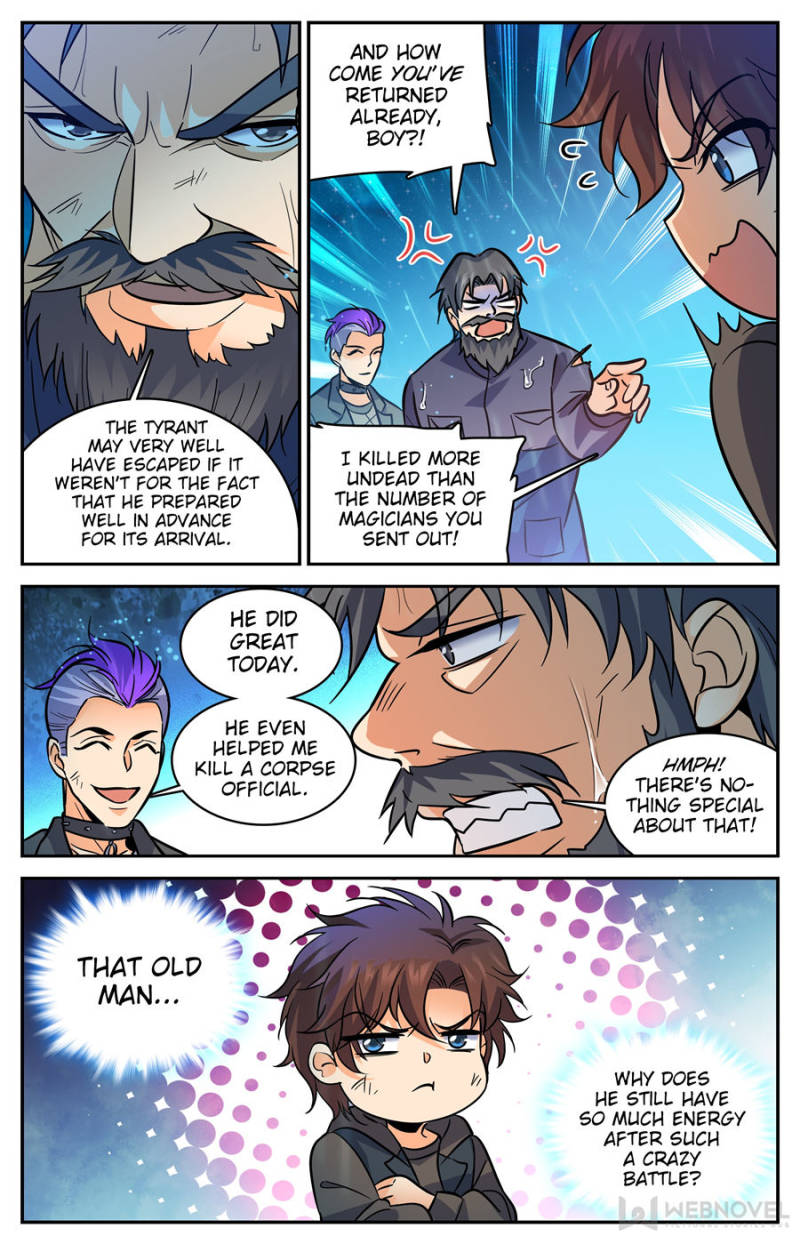 THE TYRANT
MAY VERY WELL
HAVE ESCAPED IF IT
WEREN'T FOR THE FACT
THAT HE PREPARED
WELL IN ADVANCE
FOR ITS ARRIVAL.
AND HOW
COME YOU'VE
RETURNED
ALREADY,
BOY?!
I KILLED MORE
UNDEAD THAN
THE NUMBER OF
MAGICIANS YOU
SENT OUT!
HE DID
GREAT
TODAY.
HE EVEN
HELPED ME
KILL A CORPSE
OFFICIAL.
HMPH!
THERE'S NO-
THING SPECIAL
ABOUT THAT!
THAT OLD
MAN...
WHY DOES
HE STILL HAVE
SO MUCH ENERGY
AFTER SUCH
A CRAZY
BATTLE?
WEBNOVEL